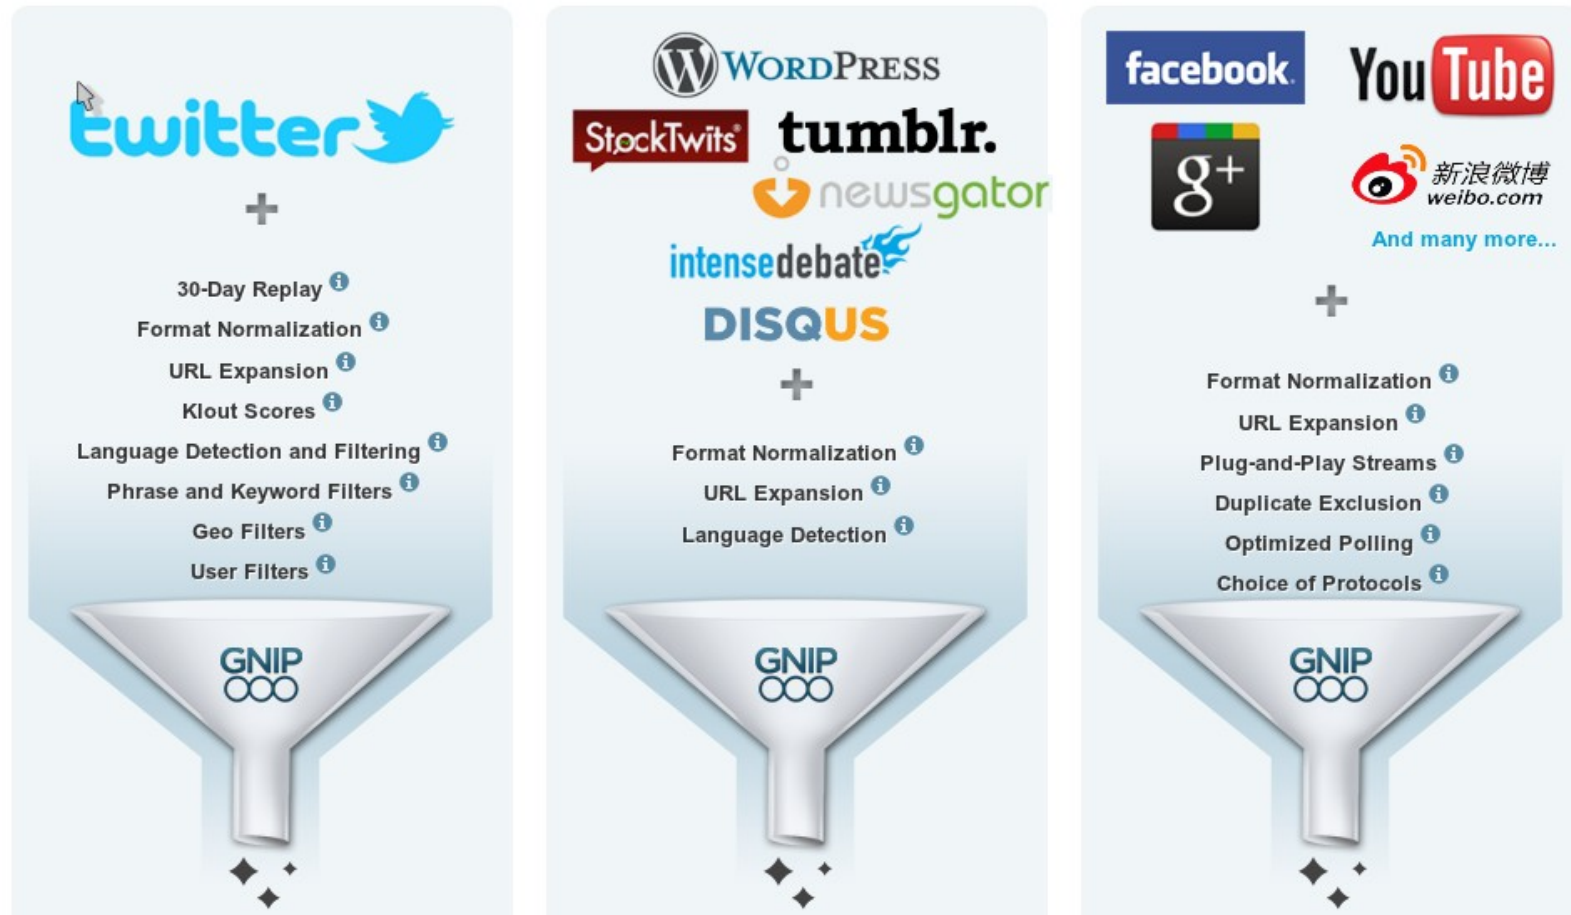 twitter
30-Day Replay
Format Normalization
URL Expansion
Klout Scores
Language Detection and Filtering
Phrase and Keyword Filters
Geo Filters
User Filters
GNIP
WORDPRESS
StockTwits
tumblr.
newsgator
intensedebate
DISQUS
Format Normalization
URL Expansion
Language Detection
GNIP
facebook
YouTube
g+
新浪微博
weibo.com
And many more...
Format Normalization
URL Expansion
Plug-and-Play Streams
Duplicate Exclusion
Optimized Polling
Choice of Protocols
GNIP